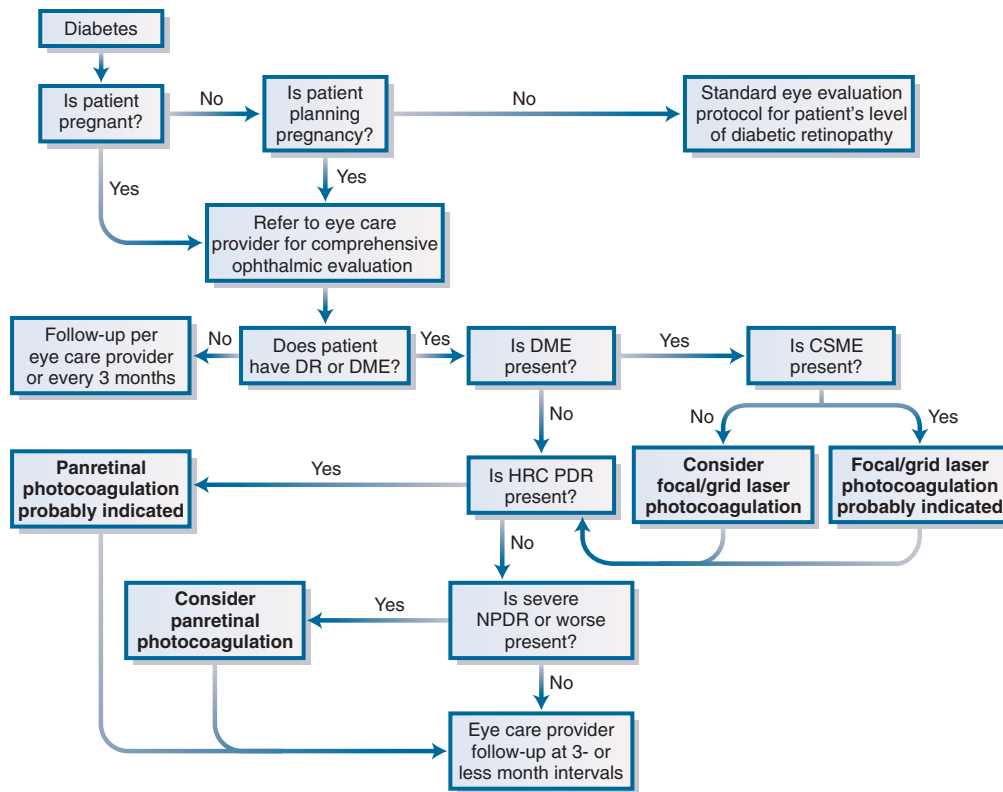 Diabetes
Is patient
pregnant?
No
Is patient
planning
pregnancy?
No
Standard eye evaluation
protocol for patient's level
of diabetic retinopathy
Yes
Yes
Refer to eye care
provider for comprehensive
ophthalmic evaluation
Follow-up per
eye care provider
or every 3 months
No
Does patient
have DR or DME?
Yes
Is DME
present?
Yes
Is CSME
present?
No
No
Yes
Panretinal
photocoagulation
probably indicated
Yes
Is HRC PDR
present?
Consider
focal/grid laser
photocoagulation
Focal/grid laser
photocoagulation
probably indicated
No
Consider
panretinal
photocoagulation
Yes
Is severe
NPDR or worse
present?
No
Eye care provider
follow-up at 3- or
less month intervals